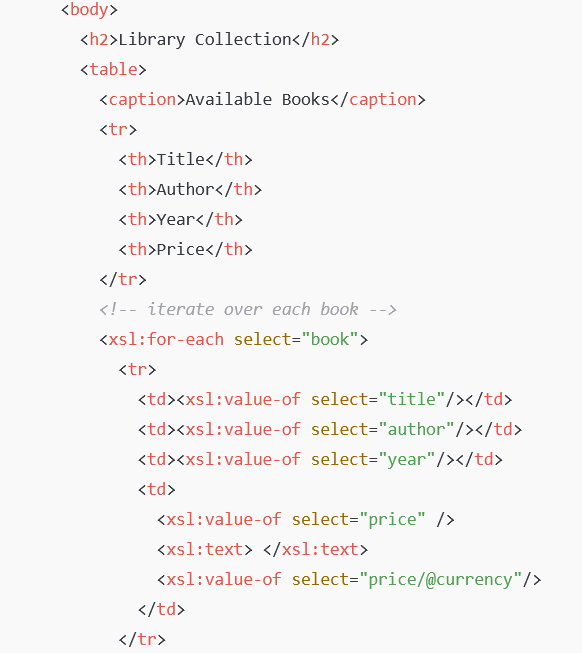 <body>
<h2>Library Collection</h2>
<table>
<caption>Available Books</caption>
<tr>
<th>Title</th>
<th>Author</th>
<th>Year</th>
<th>Price</th>
</tr>
<!-- iterate over each book -->
<xsl:for-each select="book">
<tr>
<td><xsl:value-of select="title"/></td>
<td><xsl:value-of select="author"/></td>
<td><xsl:value-of select="year"/></td>
<td>
<xsl:value-of select="price" />
<xsl:text> </xsl:text>
<xsl:value-of select="price/@currency"/>
</td>
</tr>